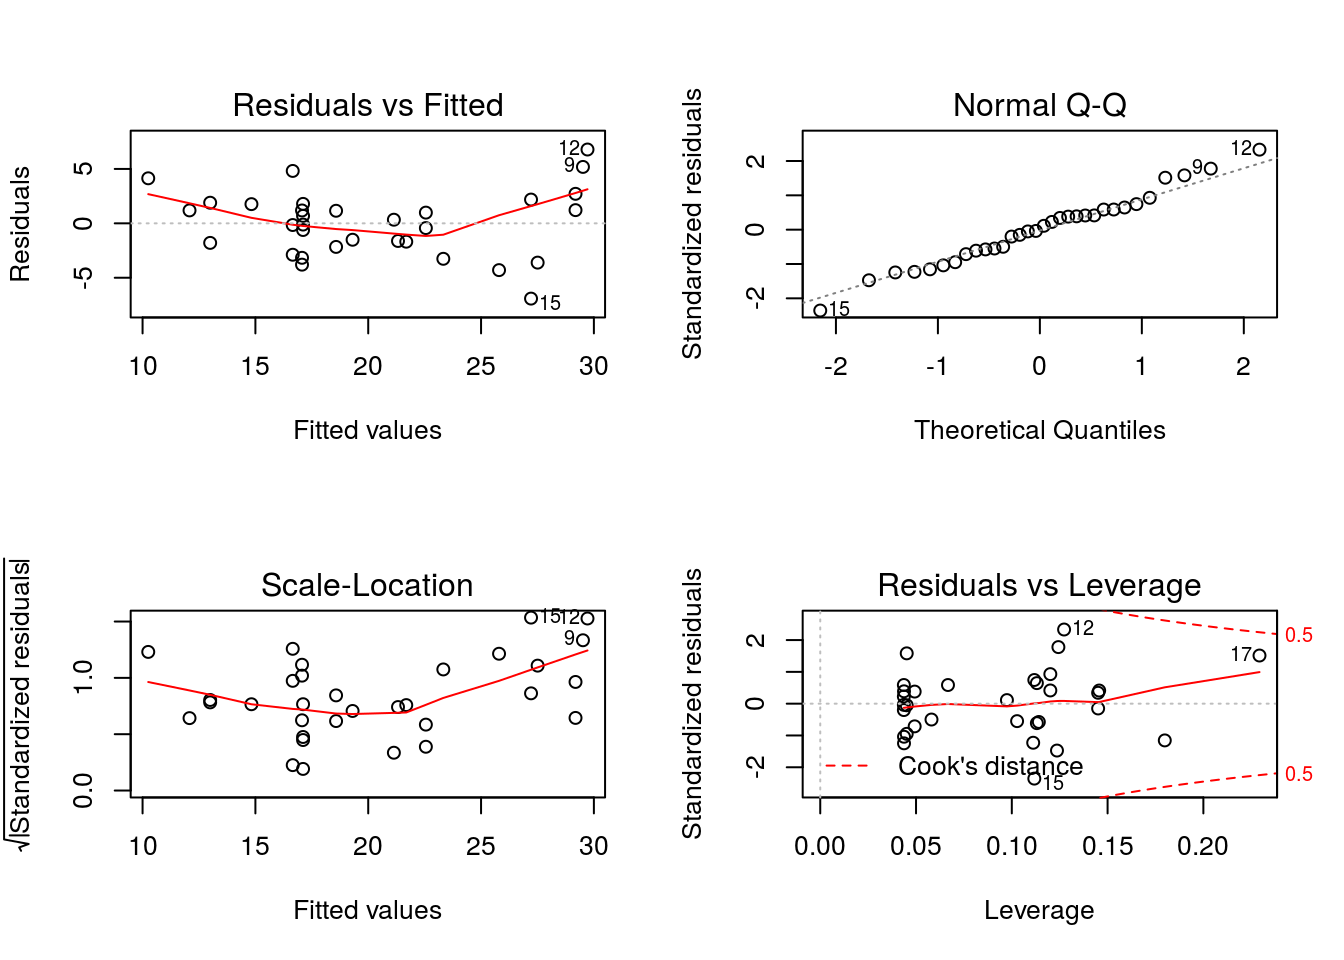 Residuals vs Fitted
Residuals
5
0
-5
12
9
15
10 15 20 25 30
Fitted values
Normal Q-Q
Standardized residuals
2
0
-2
12
9
15
-2 -1 0 1 2
Theoretical Quantiles
Scale-Location
√|Standardized residuals|
1.0
0.0
15
12
9
10 15 20 25 30
Fitted values
Residuals vs Leverage
Standardized residuals
2
0
-2
12
0.5
17
Cook's distance
0.5
15
0.00 0.05 0.10 0.15 0.20
Leverage